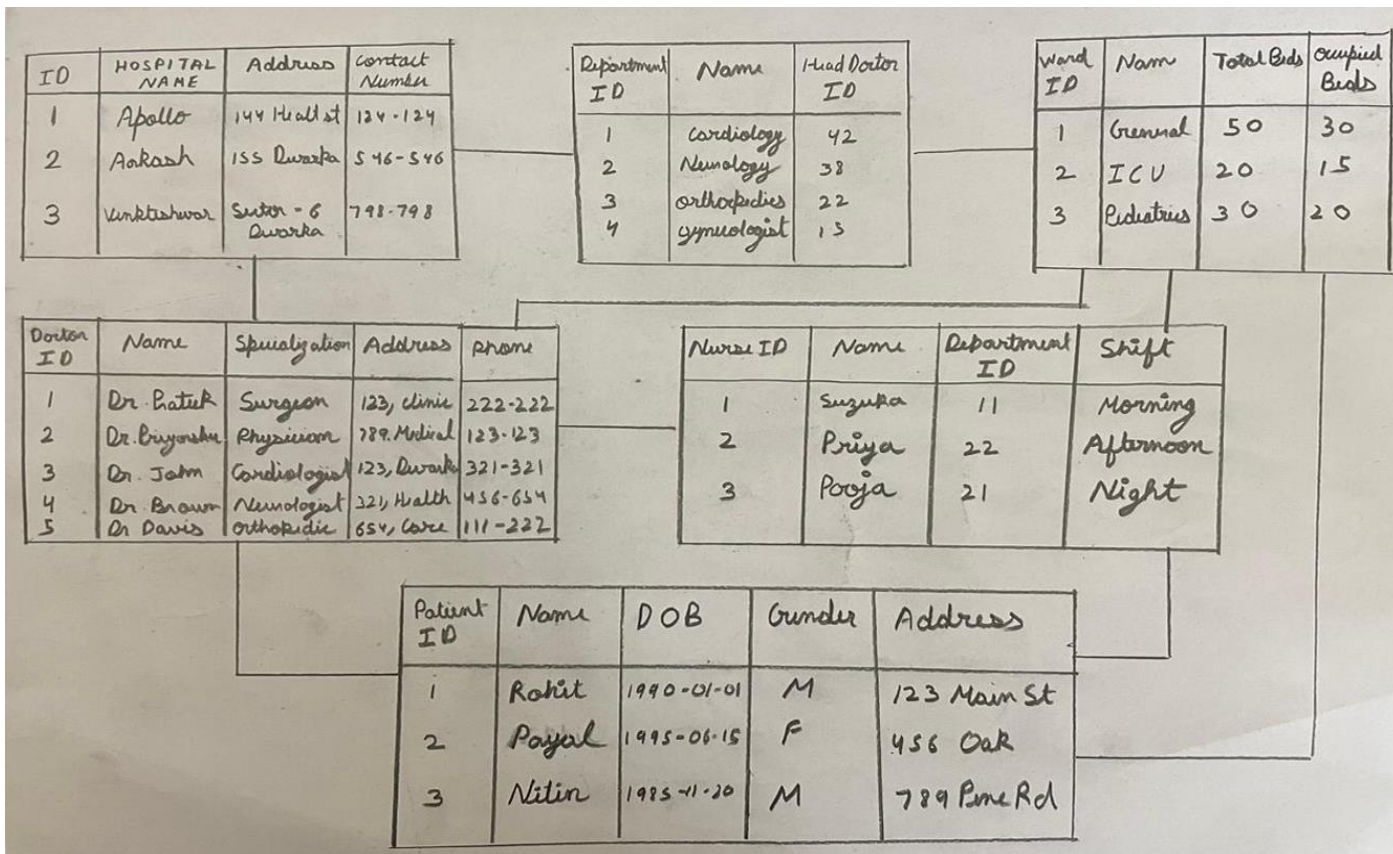 ID HOSPITAL NAME Address Contact Number
1 Apollo 144 Healt st 124-124
2 Aakash ISS Dwarka 546-546
3 Vinktishwar Sector - 6 Dwarka 798-798
Department ID Name Head Doctor ID
1 Cardiology 42
2 Neurology 38
3 Orthopedics 22
4 gynecologist 15
Ward ID Name Total Beds Occupied Beds
1 General 50 30
2 ICU 20 15
3 Pediatrics 30 20
Doctor ID Name Specialization Address Phone
1 Dr. Pratiek Surgeon 123, clinic 222-222
2 Dr. Priyanshu Physician 789. Medical 123-123
3 Dr. John Cardiologist 123, Dwarka 321-321
4 Dr. Brown Neurologist 321, Health 456-654
5 Dr Davis Orthopedic 654, Care 111-222
Nurse ID Name Department ID Shift
1 Suzuka 11 Morning
2 Priya 22 Afternoon
3 Pooja 21 Night
Patient ID Name DOB Gender Address
1 Rohit 1990-01-01 M 123 Main St
2 Payal 1995-06-15 F 456 Oak
3 Nitin 1985-11-20 M 789 Pine Rd